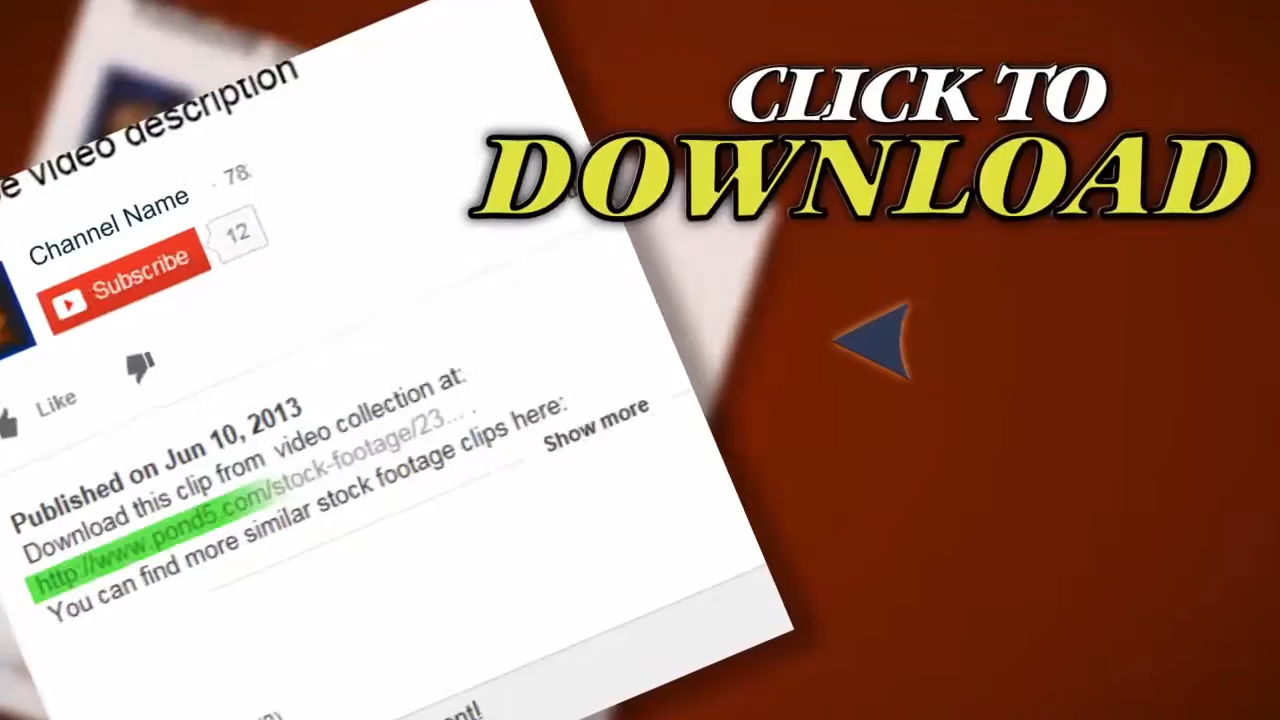 CLICK TO
DOWNLOAD
video description
Channel Name
78
Subscribe
12
Like
Published on Jun 10, 2013
Download this clip from video collection at:
http://www.pond5.com/stock-footage/23...
You can find more similar stock footage clips here:
Show more